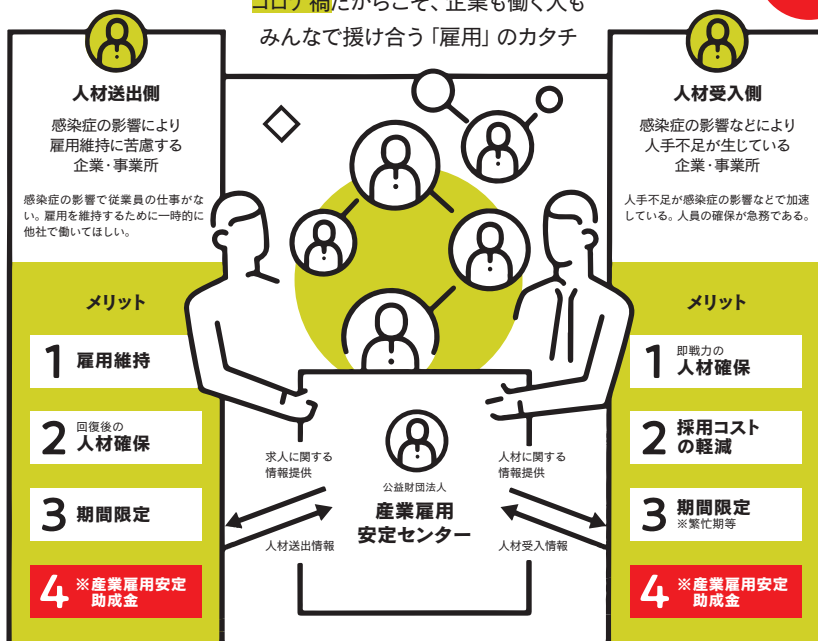 コロナ禍だからこそ、企業も働く人も
みんなで援け合う「雇用」のカタチ
人材送出側
感染症の影響により
雇用維持に苦慮する
企業・事業所
感染症の影響で従業員の仕事がな
い。雇用を維持するために一時的に
他社で働いてほしい。
メリット
1 雇用維持
2 回復後の
人材確保
3 期間限定
4 ※産業雇用安定
助成金
求人に関する
情報提供
人材送出情報
公益財団法人
産業雇用
安定センター
人材に関する
情報提供
人材受入情報
人材受入側
感染症の影響などにより
人手不足が生じている
企業・事業所
人手不足が感染症の影響などで加速
している。人員の確保が急務である。
メリット
1 即戦力の
人材確保
2 採用コスト
の軽減
3 期間限定
※繁忙期等
4 ※産業雇用安定
助成金